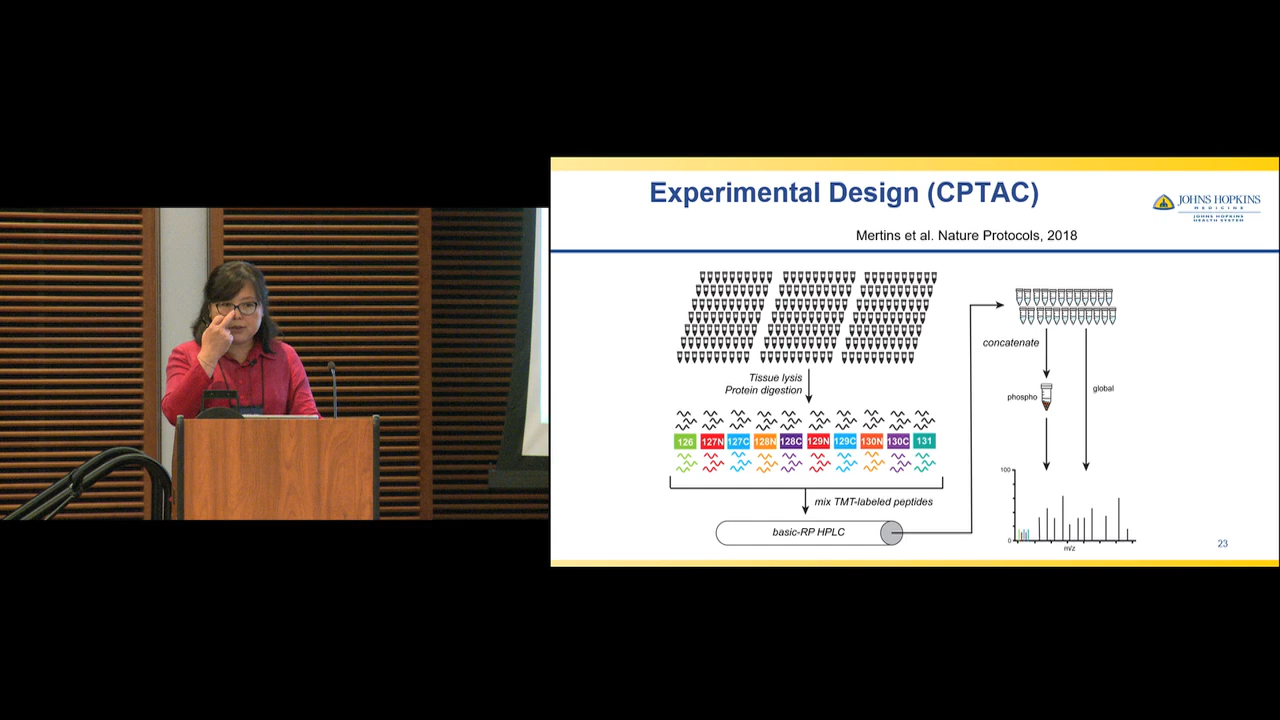 Experimental Design (CPTAC)
JOHNS HOPKINS
MEDICINE
JOHNS HOPKINS
HEALTH SYSTEM
Mertins et al. Nature Protocols, 2018
Tissue lysis
Protein digestion
126 127N 127C 128N 128C 129N 129C 130N 130C 131
mix TMT-labeled peptides
basic-RP HPLC
concatenate
phospho
global
100
0
m/z
23